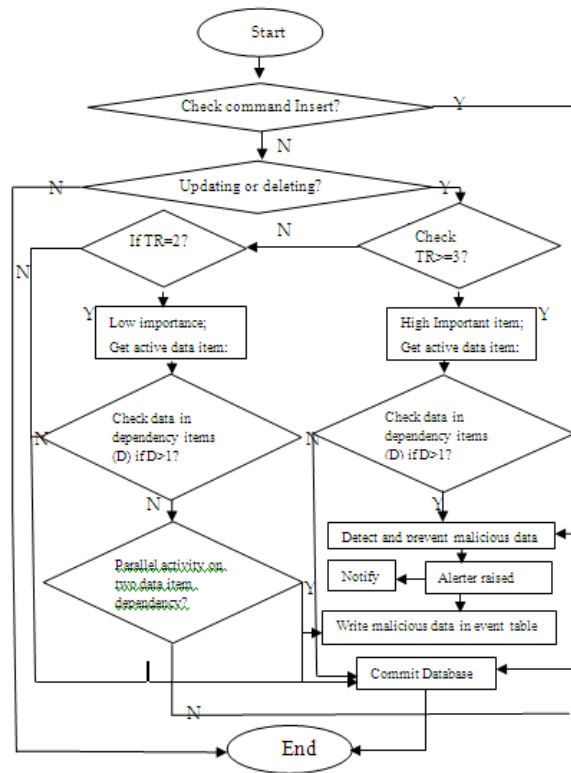 Start
Check command Insert?
Y
N
N
Updating or deleting?
Y
If TR=2?
N
Check
TR>=3?
N
Y
Low importance;
Get active data item:
High Important item;
Get active data item:
Y
N
Check data in
dependency items
(D) if D>1?
N
Check data in
dependency items
(D) if D>1?
N
Y
Detect and prevent malicious data
Parallel activity on
two data item
dependency?
Y
Notify
Alerter raised
Write malicious data in event table
Commit Database
N
End